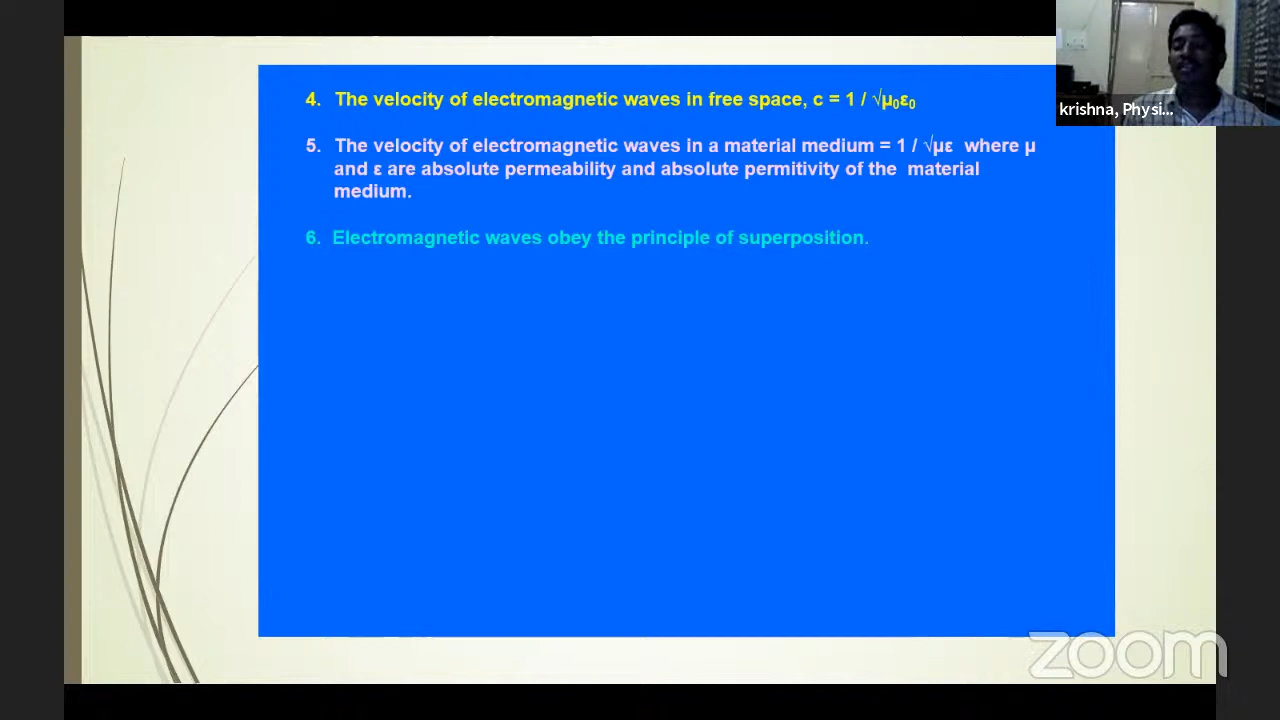 4. The velocity of electromagnetic waves in free space, c = 1 / √µ₀ε₀
5. The velocity of electromagnetic waves in a material medium = 1 / √µε where µ
and ε are absolute permeability and absolute permitivity of the material
medium.
6. Electromagnetic waves obey the principle of superposition.
krishna, Physi...
zoom